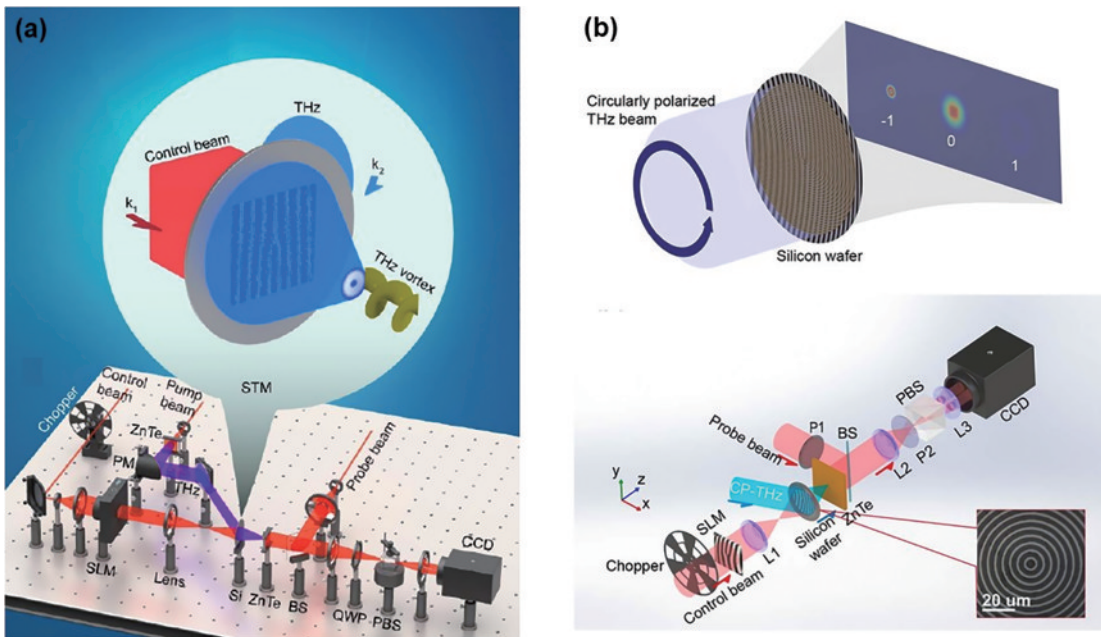 (a)
THz
Control beam
k₁
k₂
THz vortex
STM
Chopper
Control
beam
Pump
beam
ZnTe
PM
THz
Probe beam
SLM
Lens
Si
ZnTe
BS
QWP
PBS
CCD
(b)
Circularly polarized
THz beam
-1
0
1
Silicon wafer
CCD
PBS
L3
P1
BS
Probe beam
L2
P2
y
z
x
CP-THz
SLM
Silicon
wafer
ZnTe
L1
Chopper
Control beam
20 um